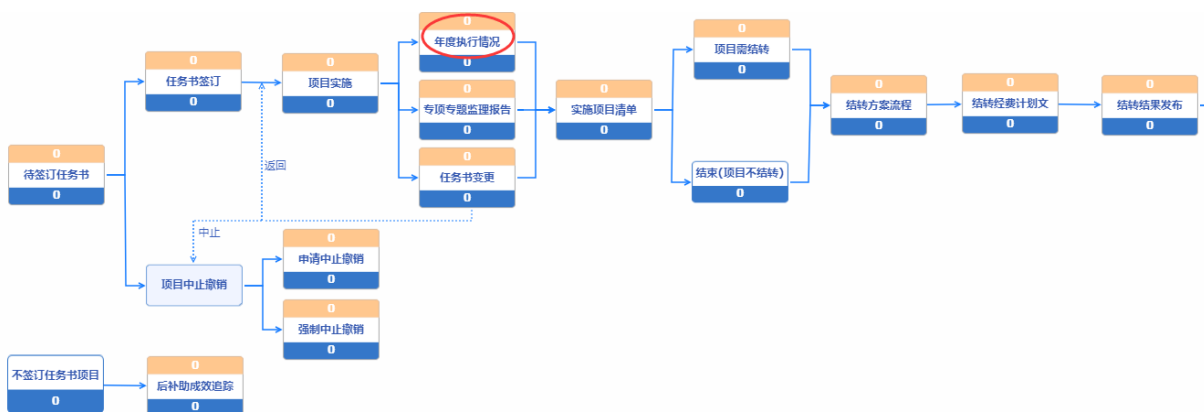 0
待签订任务书
0
0
任务书签订
0
项目中止撤销
返回
中止
0
项目实施
0
0
申请中止撤销
0
0
强制中止撤销
0
0
年度执行情况
0
0
专项专题监理报告
0
0
任务书变更
0
0
实施项目清单
0
0
项目需结转
0
结束(项目不结转)
0
0
结转方案流程
0
0
结转经费计划文
0
0
结转结果发布
0
不签订任务书项目
0
0
后补助成效追踪
0